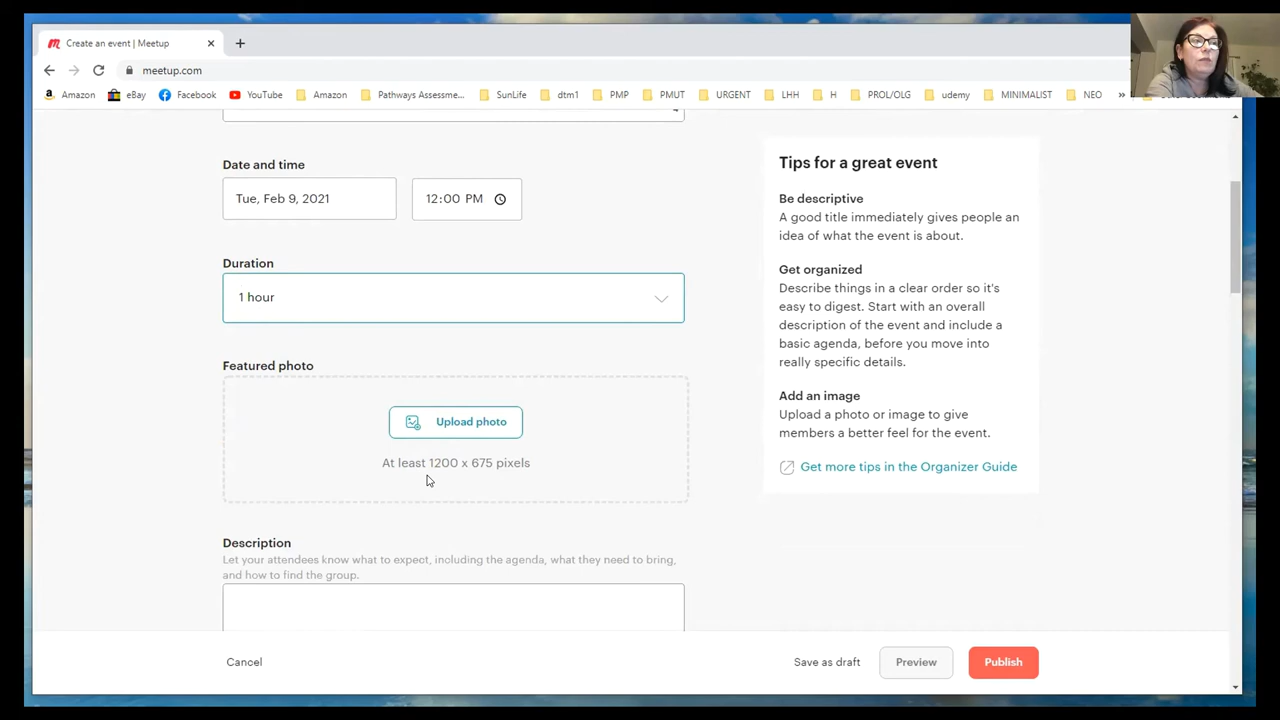 Create an event | Meetup
meetup.com
Amazon eBay Facebook YouTube Amazon Pathways Assessme... SunLife dtm1 PMP PMUT URGENT LHH H PROL/OLG udemy MINIMALIST NEO »
Date and time
Tue, Feb 9, 2021 12:00 PM
Duration
1 hour
Featured photo
Upload photo
At least 1200 x 675 pixels
Description
Let your attendees know what to expect, including the agenda, what they need to bring,
and how to find the group.
Tips for a great event
Be descriptive
A good title immediately gives people an
idea of what the event is about.
Get organized
Describe things in a clear order so it's
easy to digest. Start with an overall
description of the event and include a
basic agenda, before you move into
really specific details.
Add an image
Upload a photo or image to give
members a better feel for the event.
Get more tips in the Organizer Guide
Cancel Save as draft Preview Publish